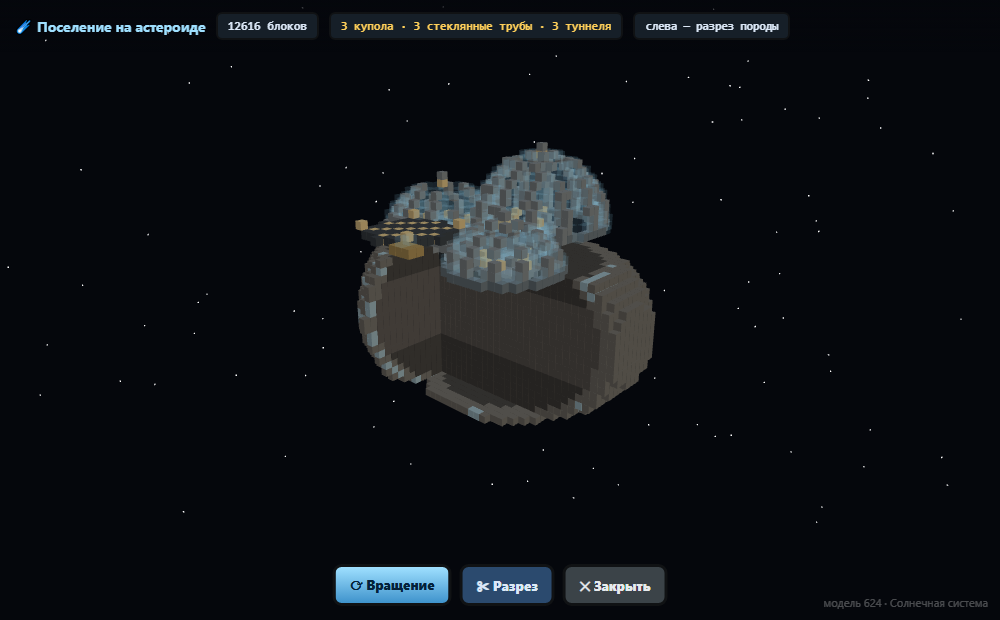 Поселение на астероиде
12616 блоков
3 купола · 3 стеклянные трубы · 3 туннеля
слева — разрез породы
⟳ Вращение
✂ Разрез
✕ Закрыть
модель 624 · Солнечная система